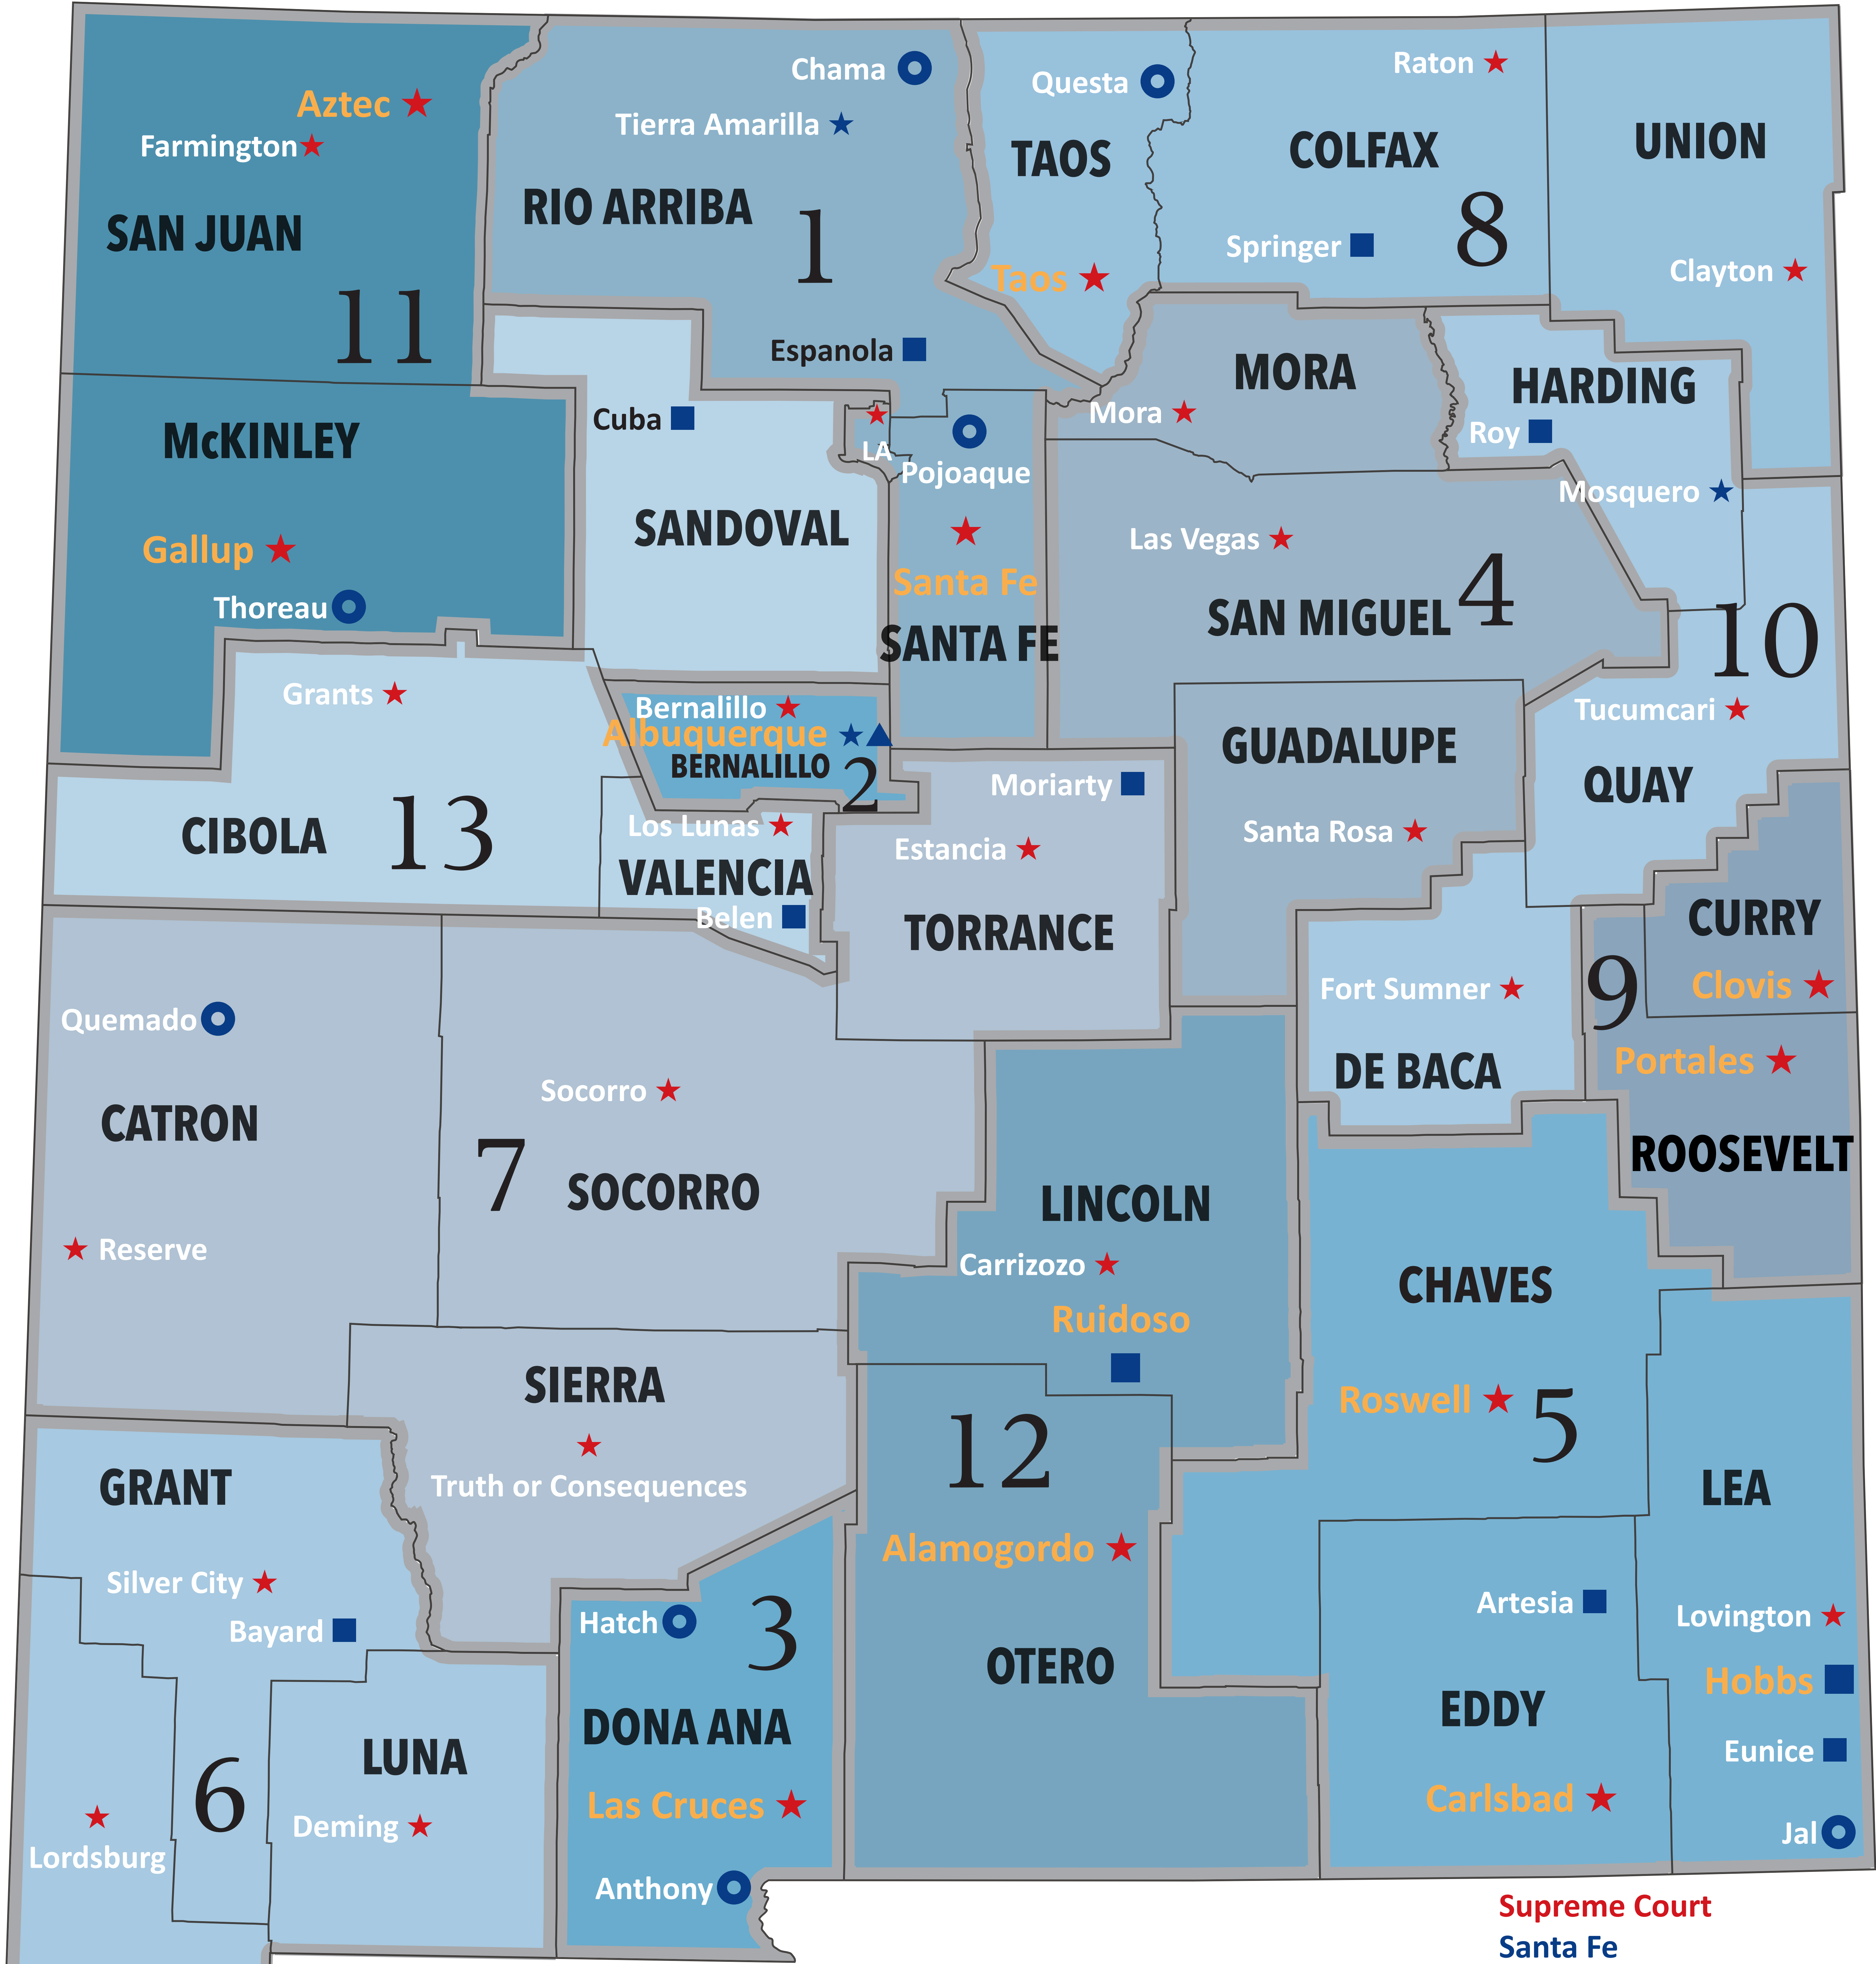 Chama
Raton
Questa
Aztec
Tierra Amarilla
Farmington
UNION
COLFAX
TAOS
RIO ARRIBA
1
8
SAN JUAN
Springer
Clayton
Taos
11
Espanola
MORA
HARDING
Mora
Cuba
Roy
McKINLEY
LA
Pojoaque
Mosquero
SANDOVAL
Las Vegas
Gallup
Santa Fe
Thoreau
SAN MIGUEL
4
SANTA FE
10
Grants
Bernalillo
Tucumcari
Albuquerque
GUADALUPE
BERNALILLO
2
Moriarty
QUAY
Los Lunas
CIBOLA
13
Santa Rosa
Estancia
VALENCIA
Belen
TORRANCE
CURRY
Fort Sumner
9
Clovis
Quemado
Portales
DE BACA
Socorro
CATRON
ROOSEVELT
7
SOCORRO
LINCOLN
Reserve
Carrizozo
CHAVES
Ruidoso
SIERRA
Roswell
5
12
Truth or Consequences
GRANT
LEA
Alamogordo
Silver City
Artesia
Lovington
Hatch
3
Bayard
OTERO
Hobbs
EDDY
DONA ANA
Eunice
LUNA
Las Cruces
Carlsbad
6
Deming
Jal
Lordsburg
Anthony
Supreme Court
Santa Fe